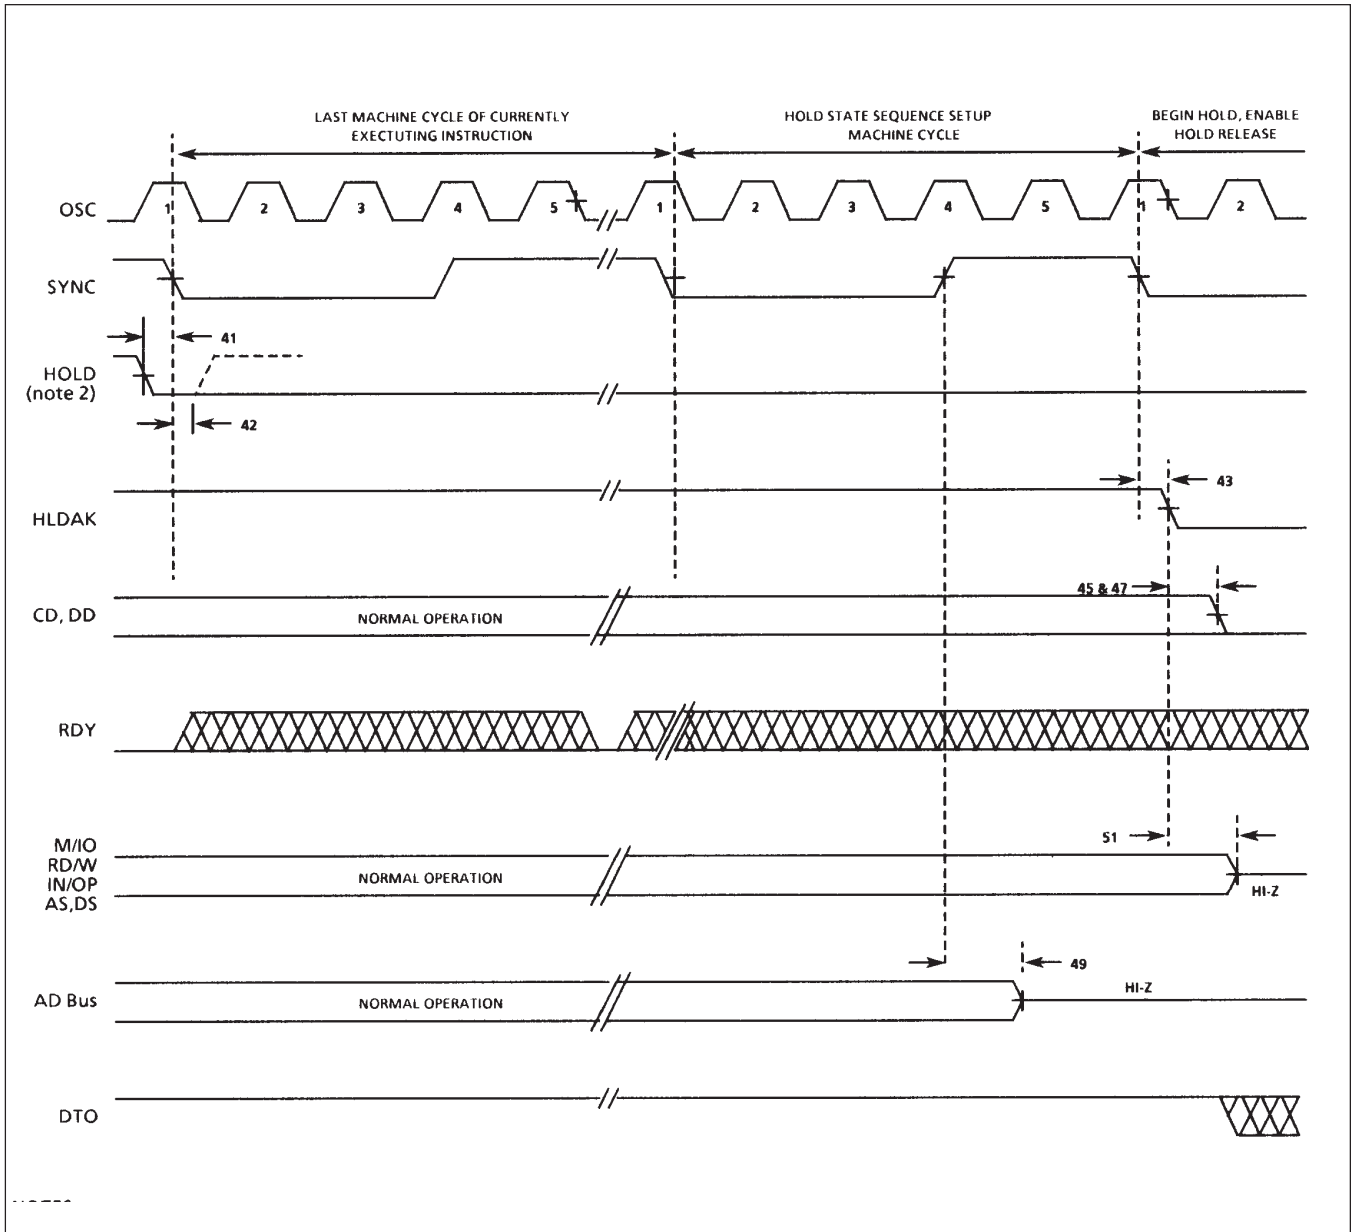 LAST MACHINE CYCLE OF CURRENTLY
EXECTUTING INSTRUCTION
HOLD STATE SEQUENCE SETUP
MACHINE CYCLE
BEGIN HOLD, ENABLE
HOLD RELEASE
OSC
1 2 3 4 5 1 2 3 4 5 1 2
SYNC
41
HOLD
(note 2)
42
43
HLDAK
45 & 47
CD, DD
NORMAL OPERATION
RDY
51
M/IO
RD/W
IN/OP
AS,DS
NORMAL OPERATION
HI-Z
49
AD Bus
NORMAL OPERATION
HI-Z
DTO